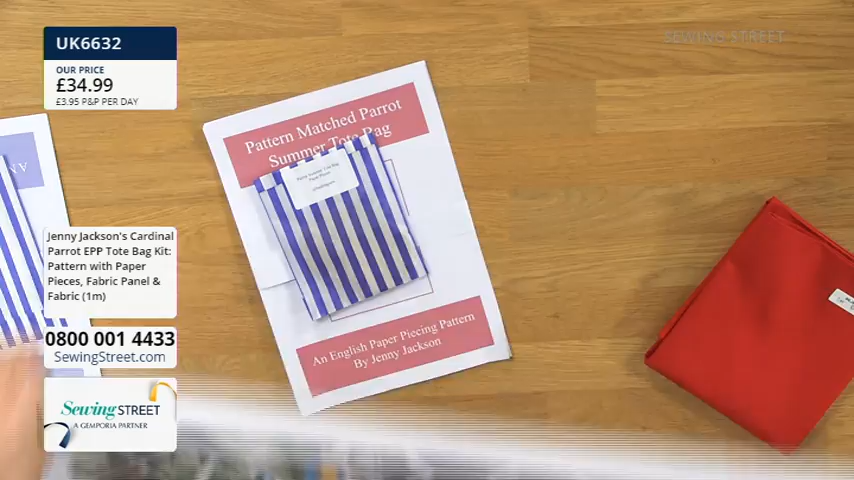 UK6632
OUR PRICE
£34.99
£3.95 P&P PER DAY
SEWING STREET
Pattern Matched Parrot
Summer Tote Bag
An English Paper Piecing Pattern
By Jenny Jackson
Jenny Jackson's Cardinal
Parrot EPP Tote Bag Kit:
Pattern with Paper
Pieces, Fabric Panel &
Fabric (1m)
0800 001 4433
SewingStreet.com
Sewing STREET
A GEMPORIA PARTNER